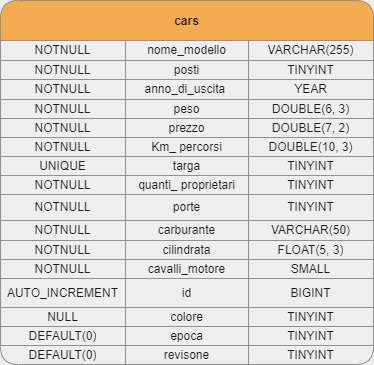 cars
NOTNULL nome_modello VARCHAR(255)
NOTNULL posti TINYINT
NOTNULL anno_di_uscita YEAR
NOTNULL peso DOUBLE(6, 3)
NOTNULL prezzo DOUBLE(7, 2)
NOTNULL Km_ percorsi DOUBLE(10, 3)
UNIQUE targa TINYINT
NOTNULL quanti_ proprietari TINYINT
NOTNULL porte TINYINT
NOTNULL carburante VARCHAR(50)
NOTNULL cilindrata FLOAT(5, 3)
NOTNULL cavalli_motore SMALL
AUTO_INCREMENT id BIGINT
NULL colore TINYINT
DEFAULT(0) epoca TINYINT
DEFAULT(0) revisone TINYINT